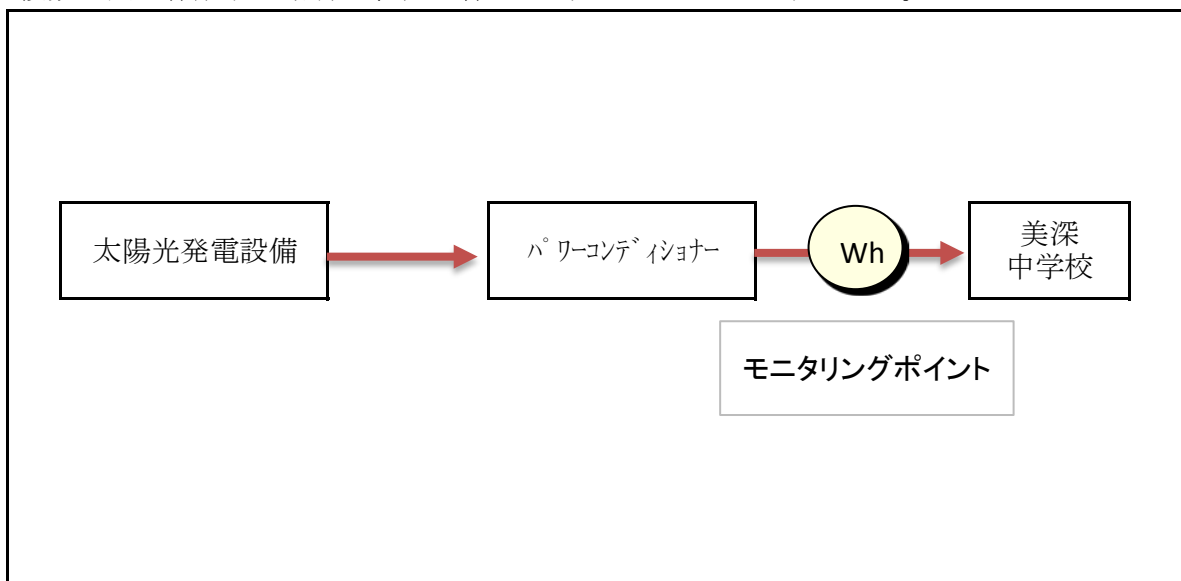 太陽光発電設備
ﾊﾟﾜｰｺﾝﾃﾞｨｼｮﾅｰ
Wh
美深
中学校
モニタリングポイント